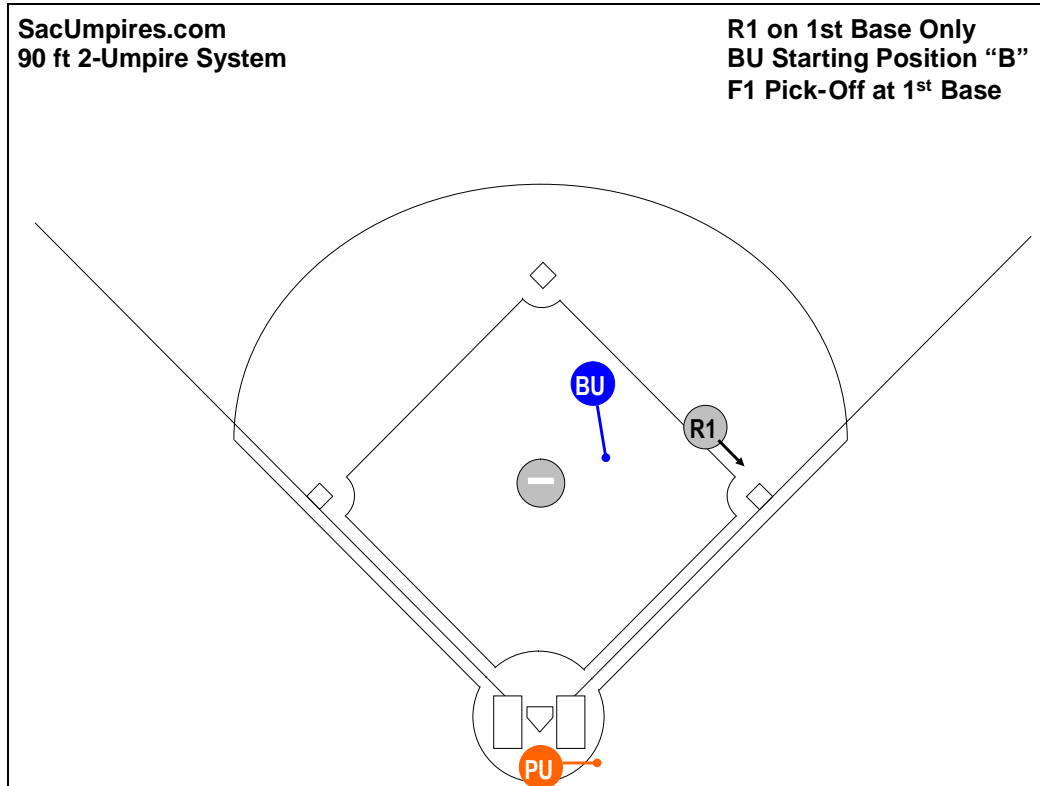 SacUmpires.com
90 ft 2-Umpire System
R1 on 1st Base Only
BU Starting Position “B”
F1 Pick-Off at 1st Base
BU
R1
PU